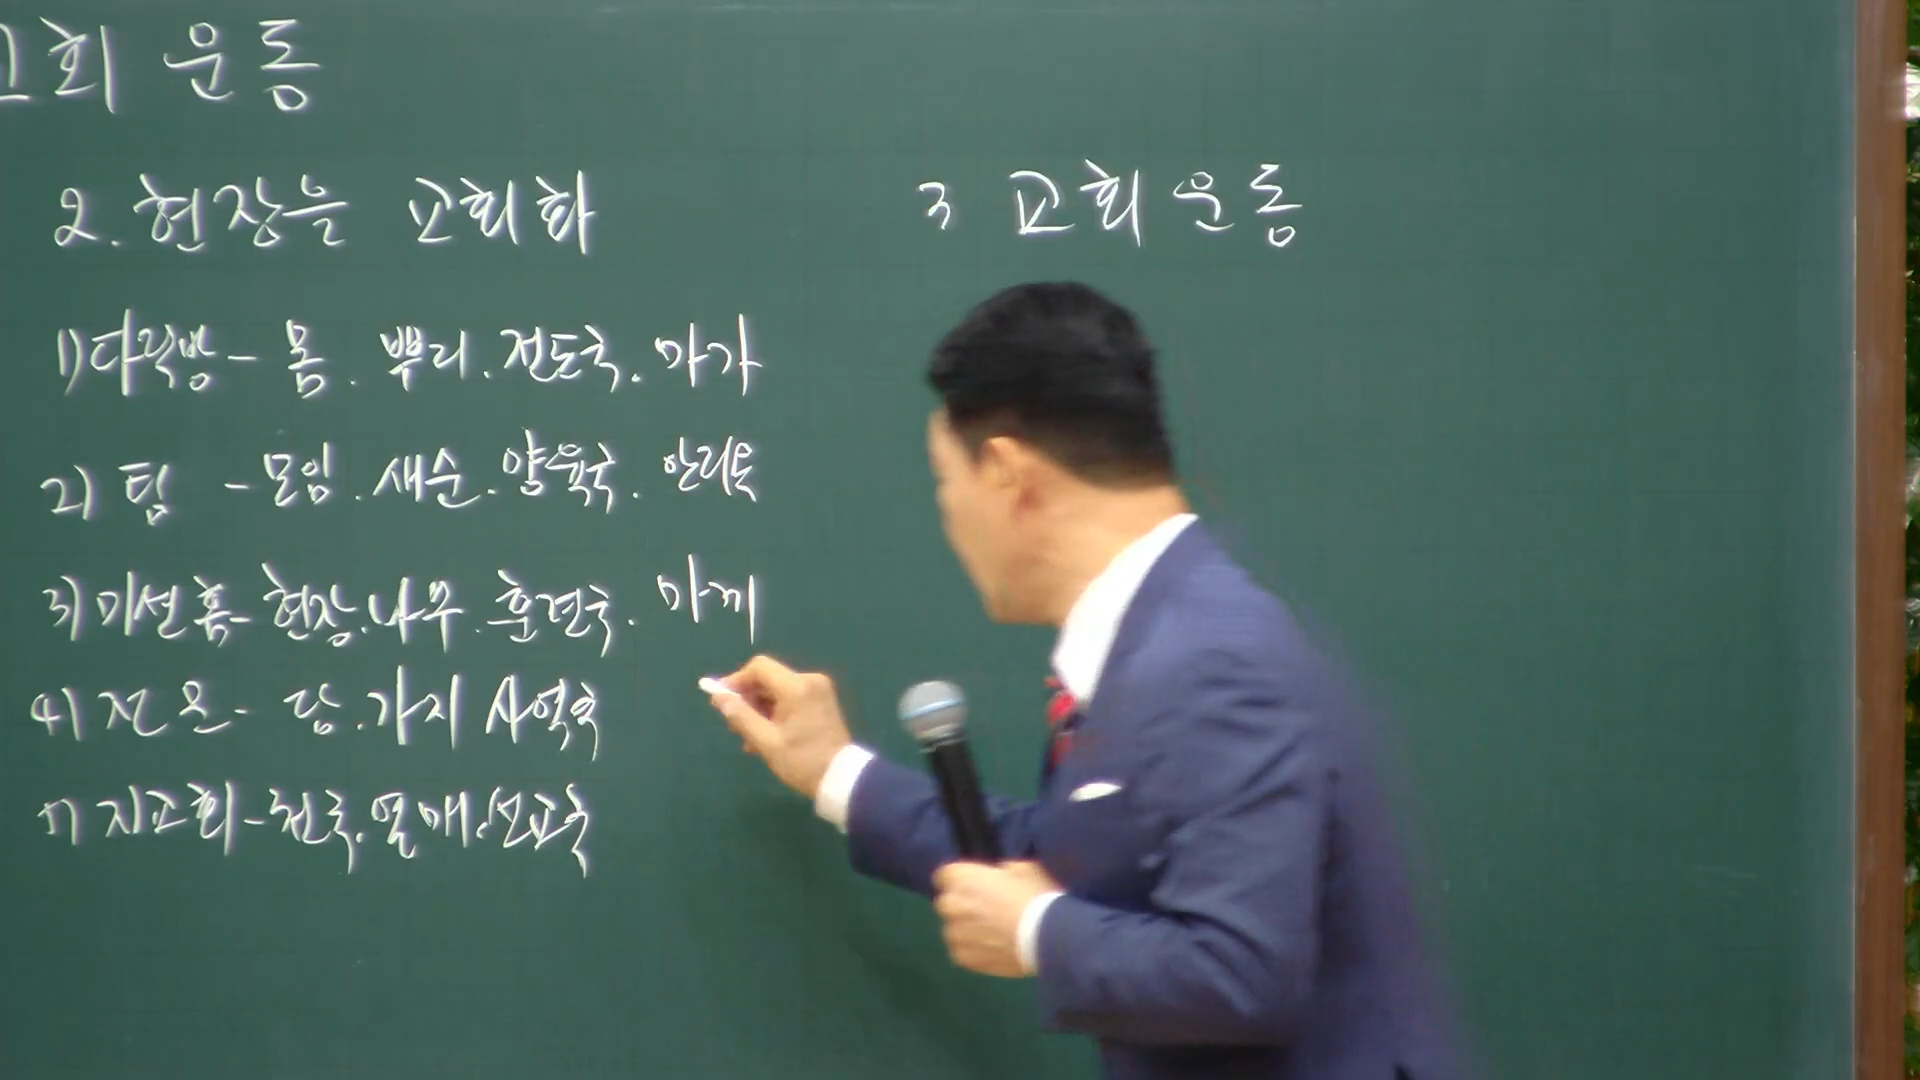 교회 운동
2. 현장을 교회화
3 교회 운동
1) 다락방 - 몸. 뿌리. 전도국. 마가
2) 팀 - 모임. 새순. 양육국. 안디옥
3) 미션홈 - 현장. 나무. 훈련국. 마게
4) 전문 - 답. 가지 사역국
5) 지교회 - 천국. 열매. 선교국